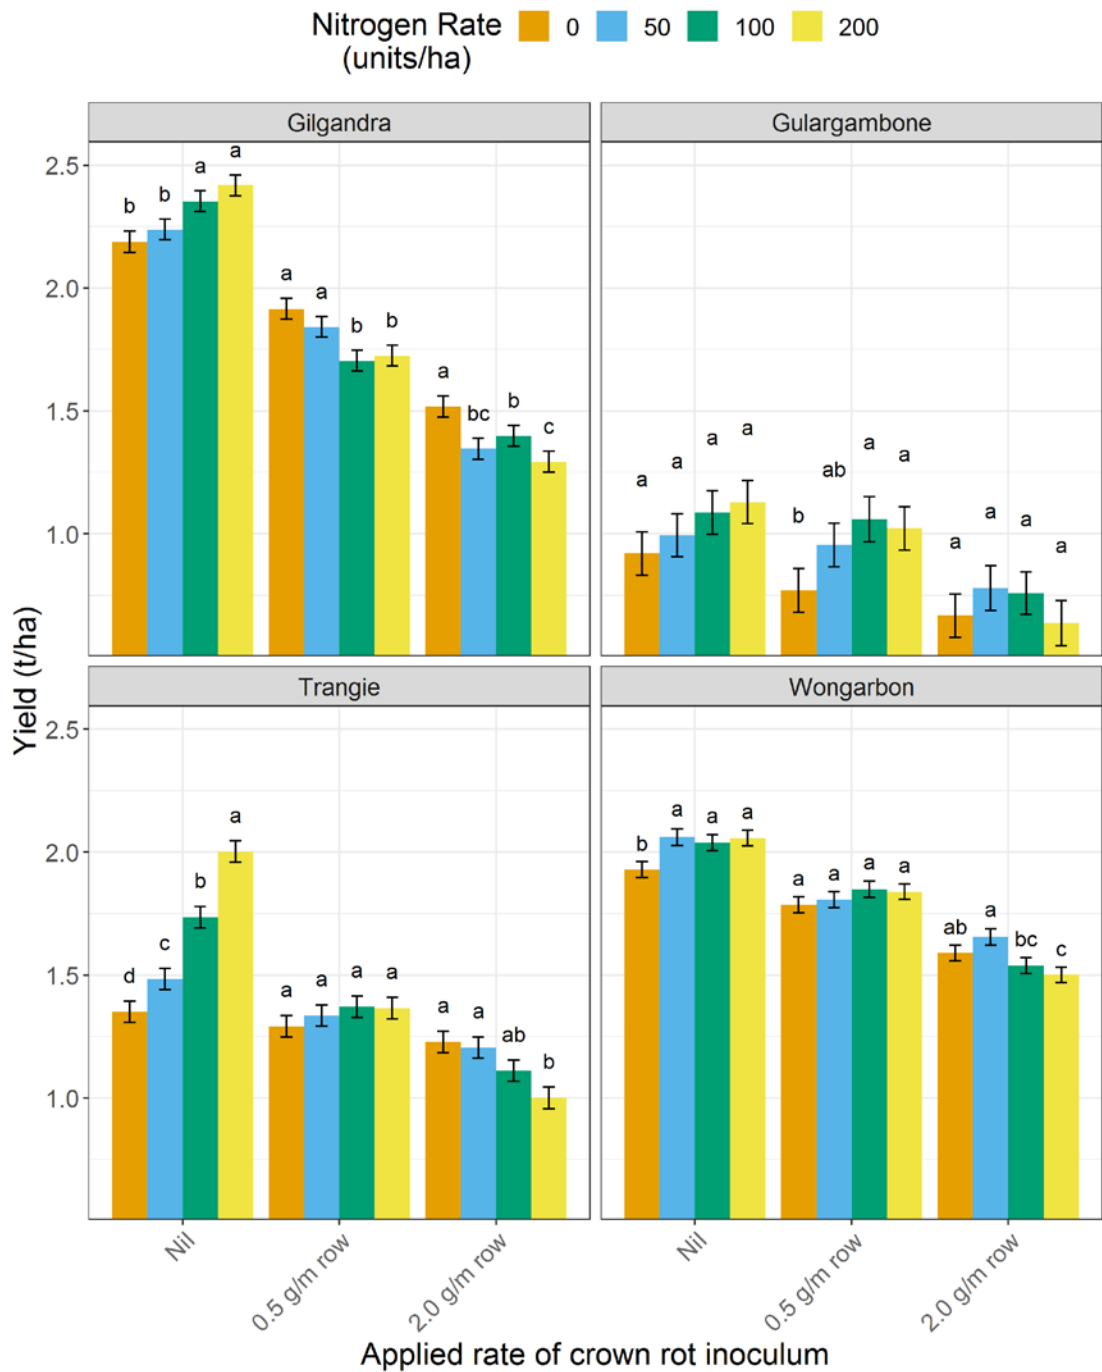 Nitrogen Rate
(units/ha)
0 50 100 200
Gilgandra
Gulargambone
2.5
2.0
1.5
1.0
b b a a
a a b b
a bc b c
a a a a
b ab a a
a a a a
Yield (t/ha)
Trangie
Wongarbon
2.5
2.0
1.5
1.0
d c b a
a a a a
a a ab b
b a a a
a a a a
ab a bc c
Nil
0.5 g/m row
2.0 g/m row
Nil
0.5 g/m row
2.0 g/m row
Applied rate of crown rot inoculum